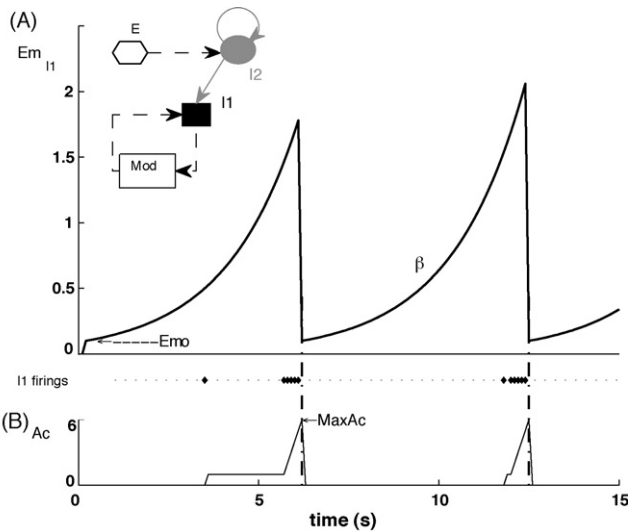 (A)
Em I1
E
I2
I1
Mod
2
1.5
1
0.5
0
β
Emo
I1 firings
(B) Ac
6
0
MaxAc
0 5 10 15
time (s)